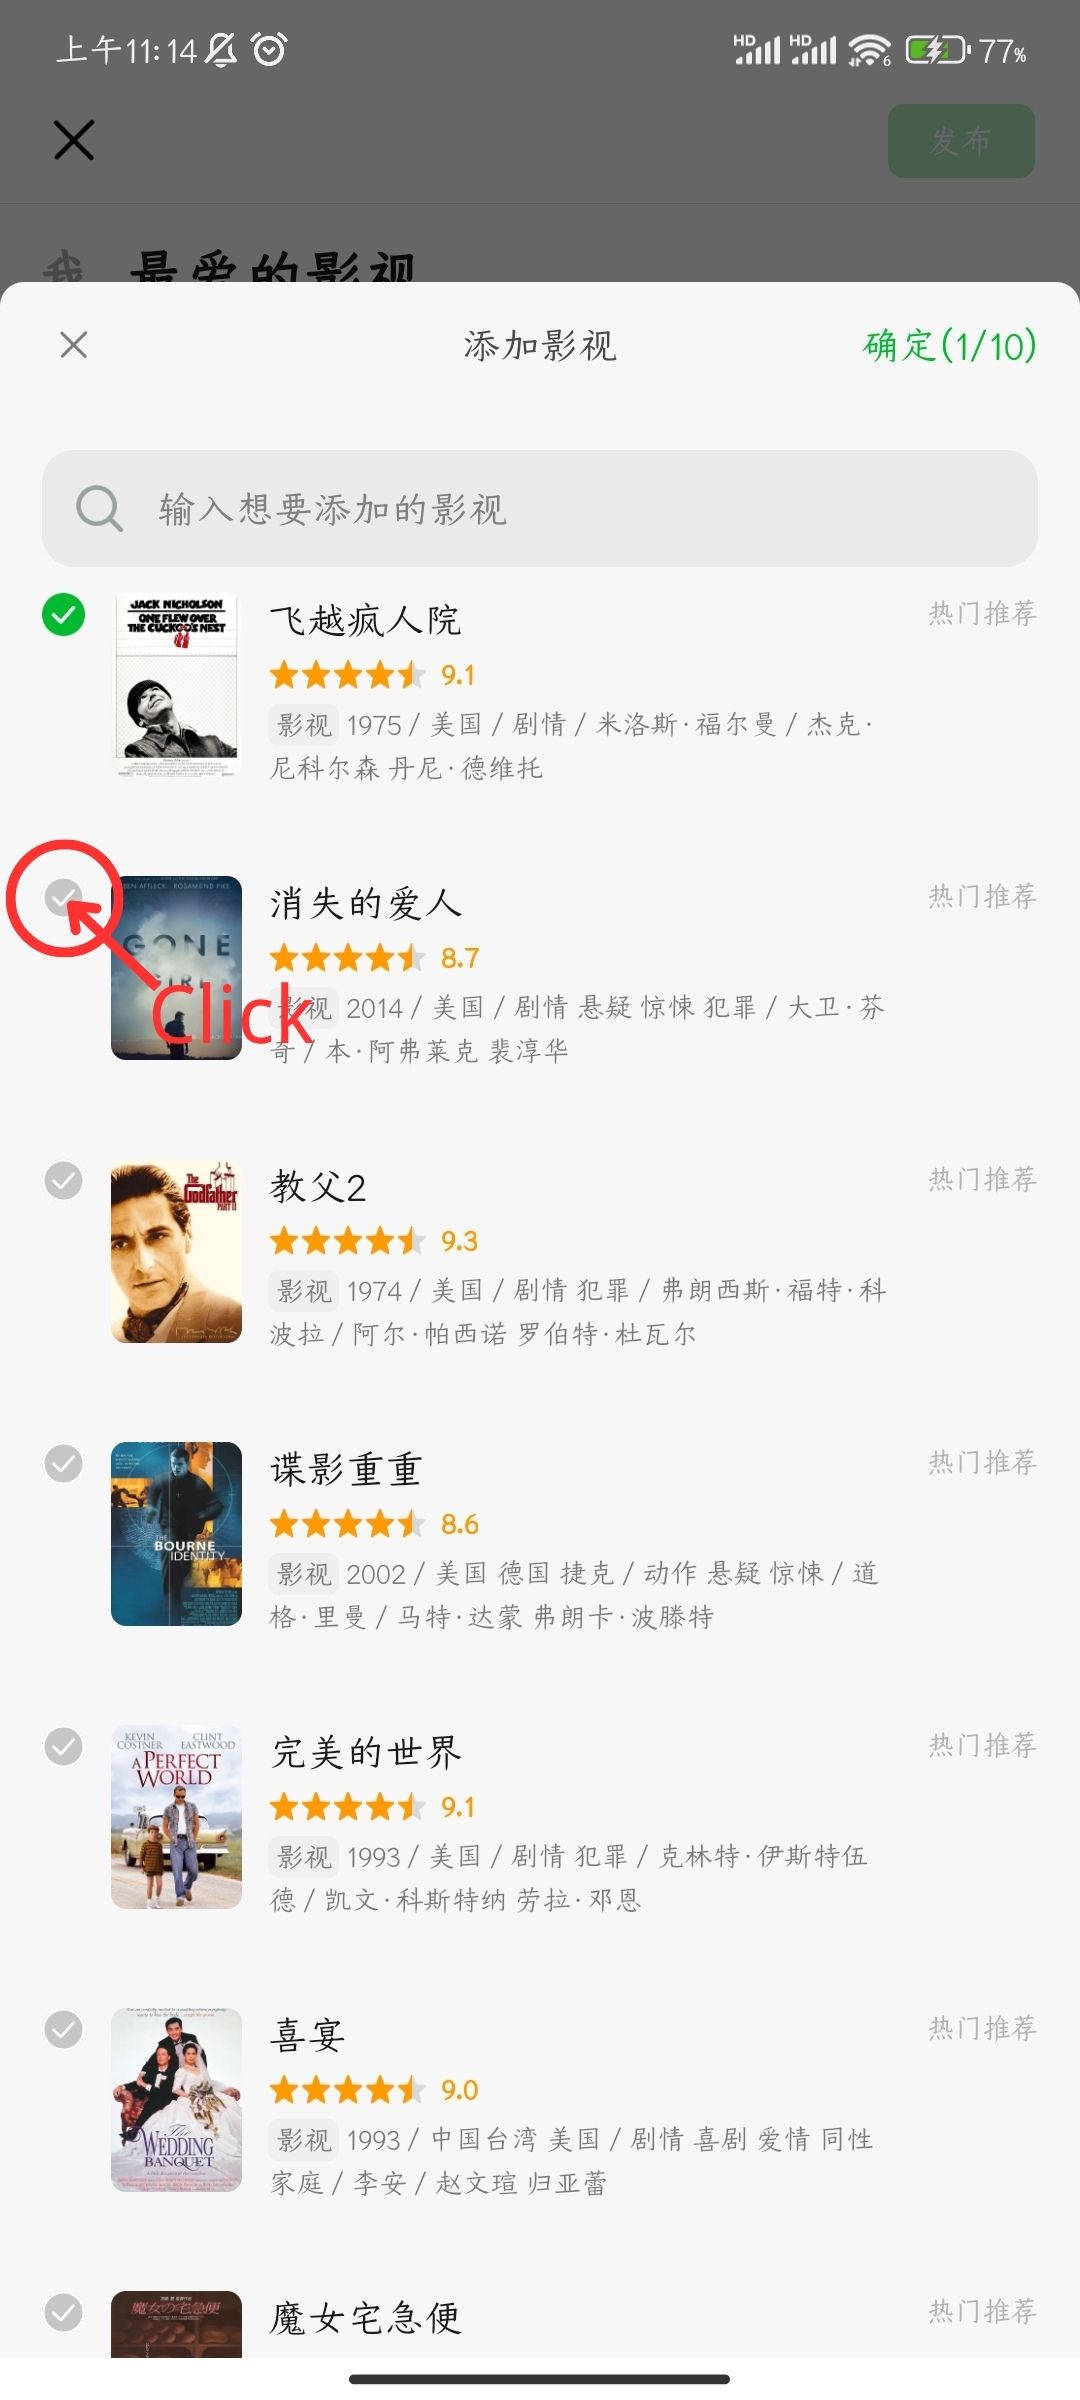 上午11:14
HD HD 6 77%
发布
我 最爱的影视
添加影视
确定(1/10)
输入想要添加的影视
JACK NICHOLSON
ONE FLEW OVER
THE CUCKOO'S NEST
飞越疯人院
热门推荐
9.1
影视 1975 / 美国 / 剧情 / 米洛斯·福尔曼 / 杰克·
尼科尔森 丹尼·德维托
BEN AFFLECK ROSAMUND PIKE
GONE
GIRL
消失的爱人
热门推荐
8.7
Click
影视 2014 / 美国 / 剧情 悬疑 惊悚 犯罪 / 大卫·芬
奇 / 本·阿弗莱克 裴淳华
The
Godfather
PART II
教父2
热门推荐
9.3
影视 1974 / 美国 / 剧情 犯罪 / 弗朗西斯·福特·科
波拉 / 阿尔·帕西诺 罗伯特·杜瓦尔
THE
BOURNE
IDENTITY
谍影重重
热门推荐
8.6
影视 2002 / 美国 德国 捷克 / 动作 悬疑 惊悚 / 道
格·里曼 / 马特·达蒙 弗朗卡·波滕特
KEVIN COSTNER CLINT EASTWOOD
A PERFECT
WORLD
完美的世界
热门推荐
9.1
影视 1993 / 美国 / 剧情 犯罪 / 克林特·伊斯特伍
德 / 凯文·科斯特纳 劳拉·邓恩
The
WEDDING
BANQUET
喜宴
热门推荐
9.0
影视 1993 / 中国台湾 美国 / 剧情 喜剧 爱情 同性
家庭 / 李安 / 赵文瑄 归亚蕾
魔女の宅急便
魔女宅急便
热门推荐